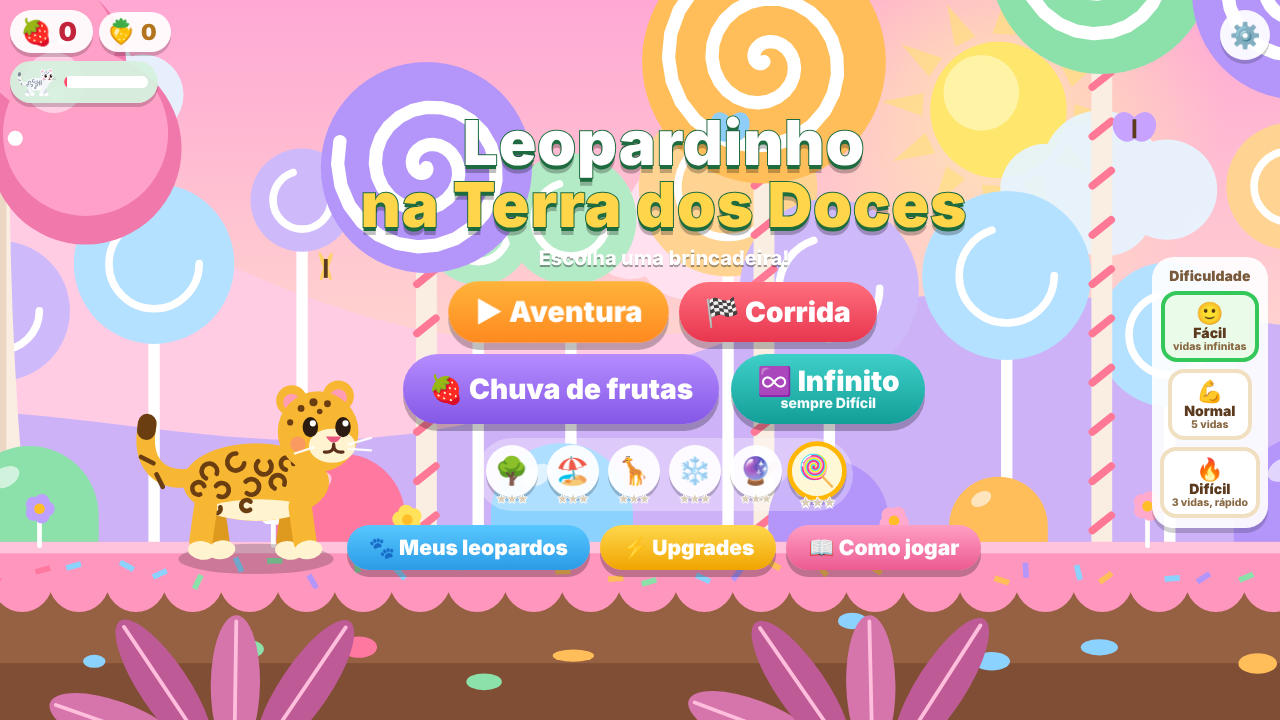 0
0
Leopardinho
na Terra dos Doces
Escolha uma brincadeira!
▶ Aventura
Corrida
Chuva de frutas
Infinito
sempre Difícil
Meus leopardos
Upgrades
Como jogar
Dificuldade
Fácil
vidas infinitas
Normal
5 vidas
Difícil
3 vidas, rápido